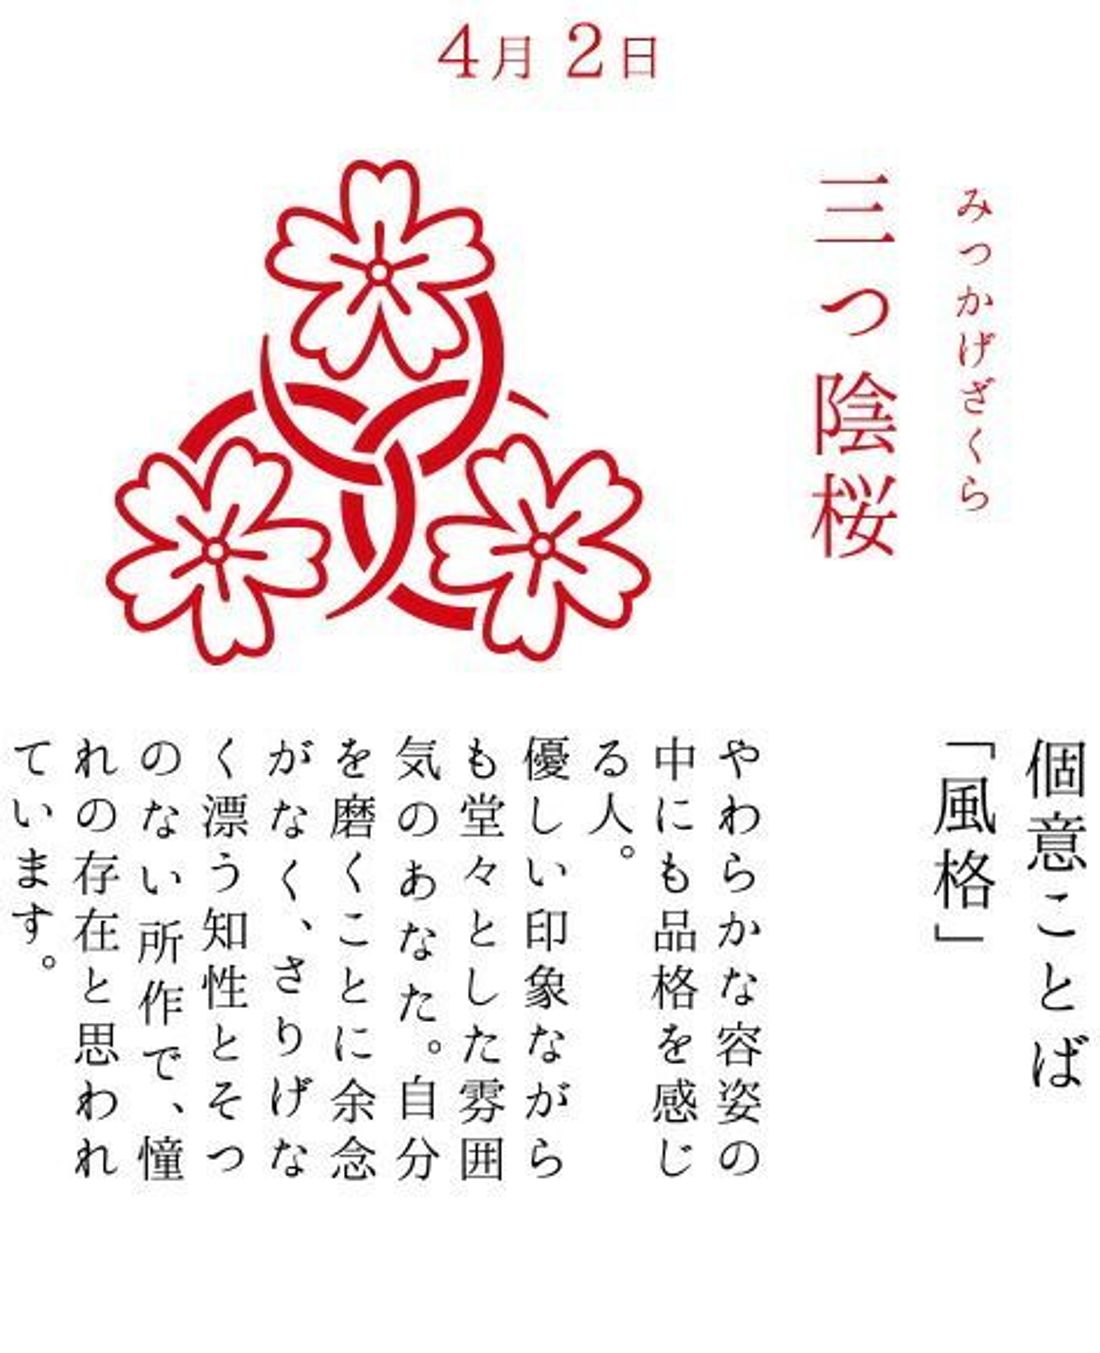 4月2日
みつかげざくら
三つ陰桜
個意ことば
「風格」
やわらかな容姿の
中にも品格を感じ
る人。
優しい印象ながら
も堂々とした雰囲
気のあなた。自分
を磨くことに余念
がなく、さりげな
く漂う知性とそつ
のない所作で、憧
れの存在と思われ
ています。